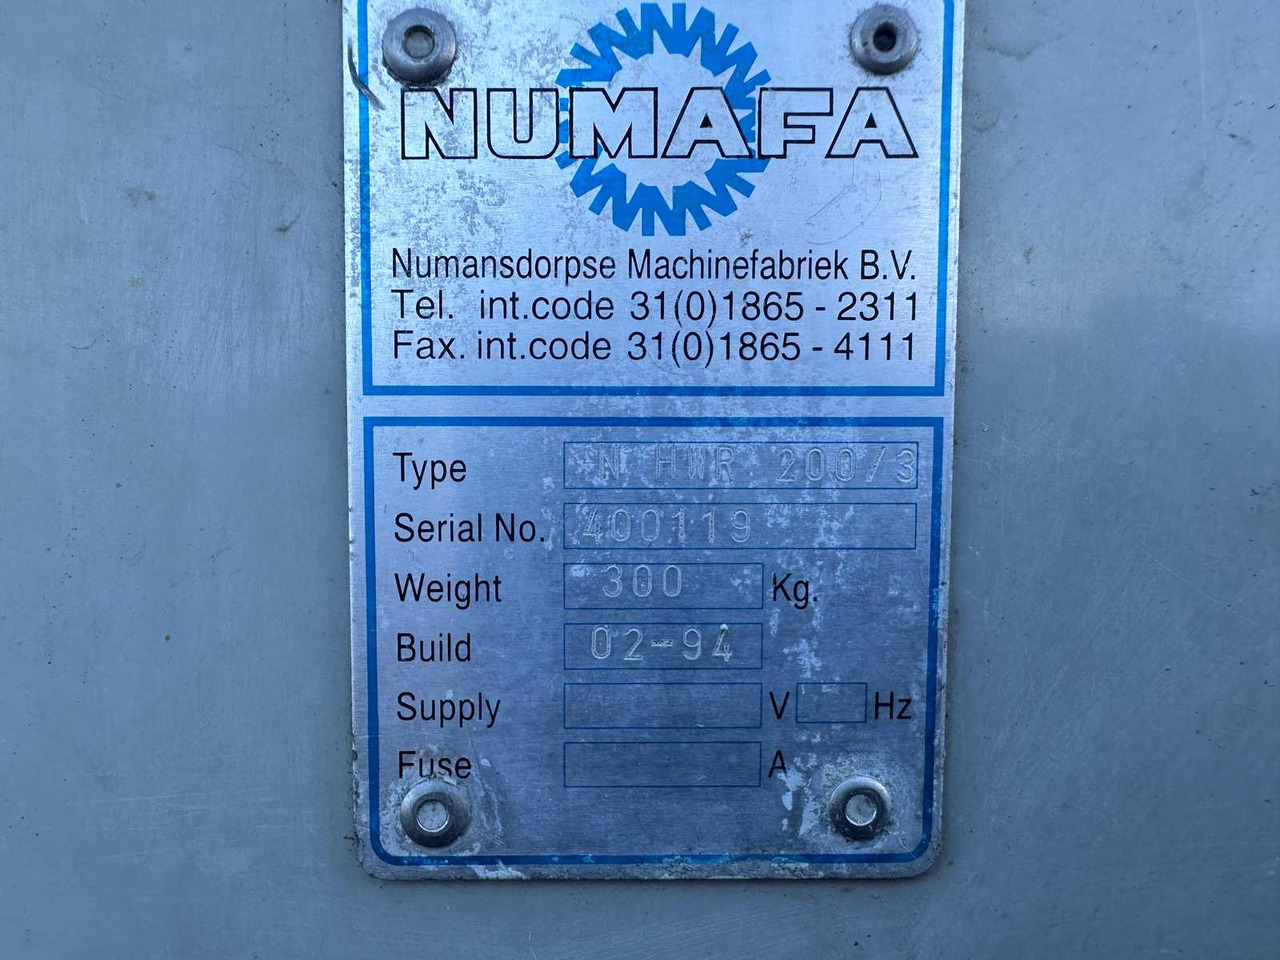 NUMAFA
Numansdorpse Machinefabriek B.V.
Tel. int.code 31(0)1865 - 2311
Fax. int.code 31(0)1865 - 4111
Type N HWR 200/3
Serial No. 400119
Weight 300 Kg.
Build 02-94
Supply V Hz
Fuse A